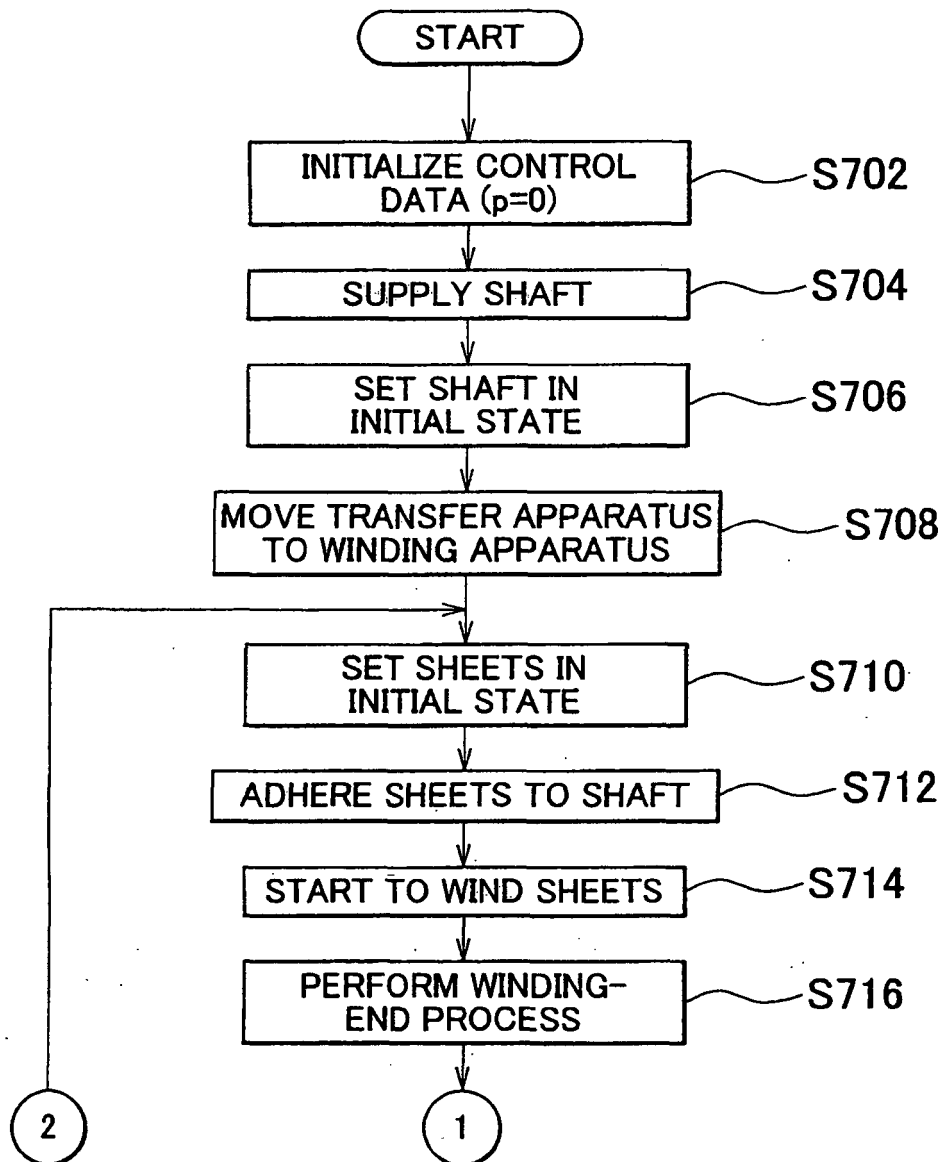 START
INITIALIZE CONTROL
DATA (p=0)
S702
SUPPLY SHAFT
S704
SET SHAFT IN
INITIAL STATE
S706
MOVE TRANSFER APPARATUS
TO WINDING APPARATUS
S708
SET SHEETS IN
INITIAL STATE
S710
ADHERE SHEETS TO SHAFT
S712
START TO WIND SHEETS
S714
PERFORM WINDING-
END PROCESS
S716
2
1